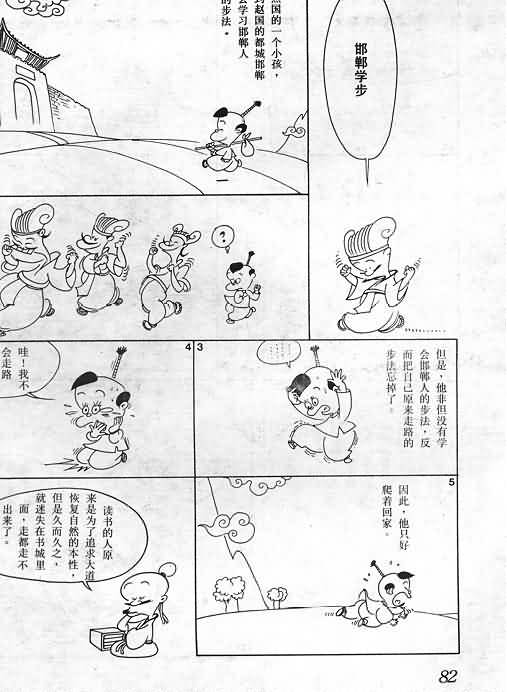 邯郸学步
燕国的一个小孩，
到赵国的都城邯郸
去学习邯郸人
的步法。
?
3
但是，他非但没有学
会邯郸人的步法，反
而把自己原来走路的
步法忘掉了。
4
哇！我不
会走路
5
因此，他只好
爬着回家。
读书的人原
来是为了追求大道
恢复自然的本性，
但是久而久之，
就迷失在书城里
面，走都走不
出来了。
82